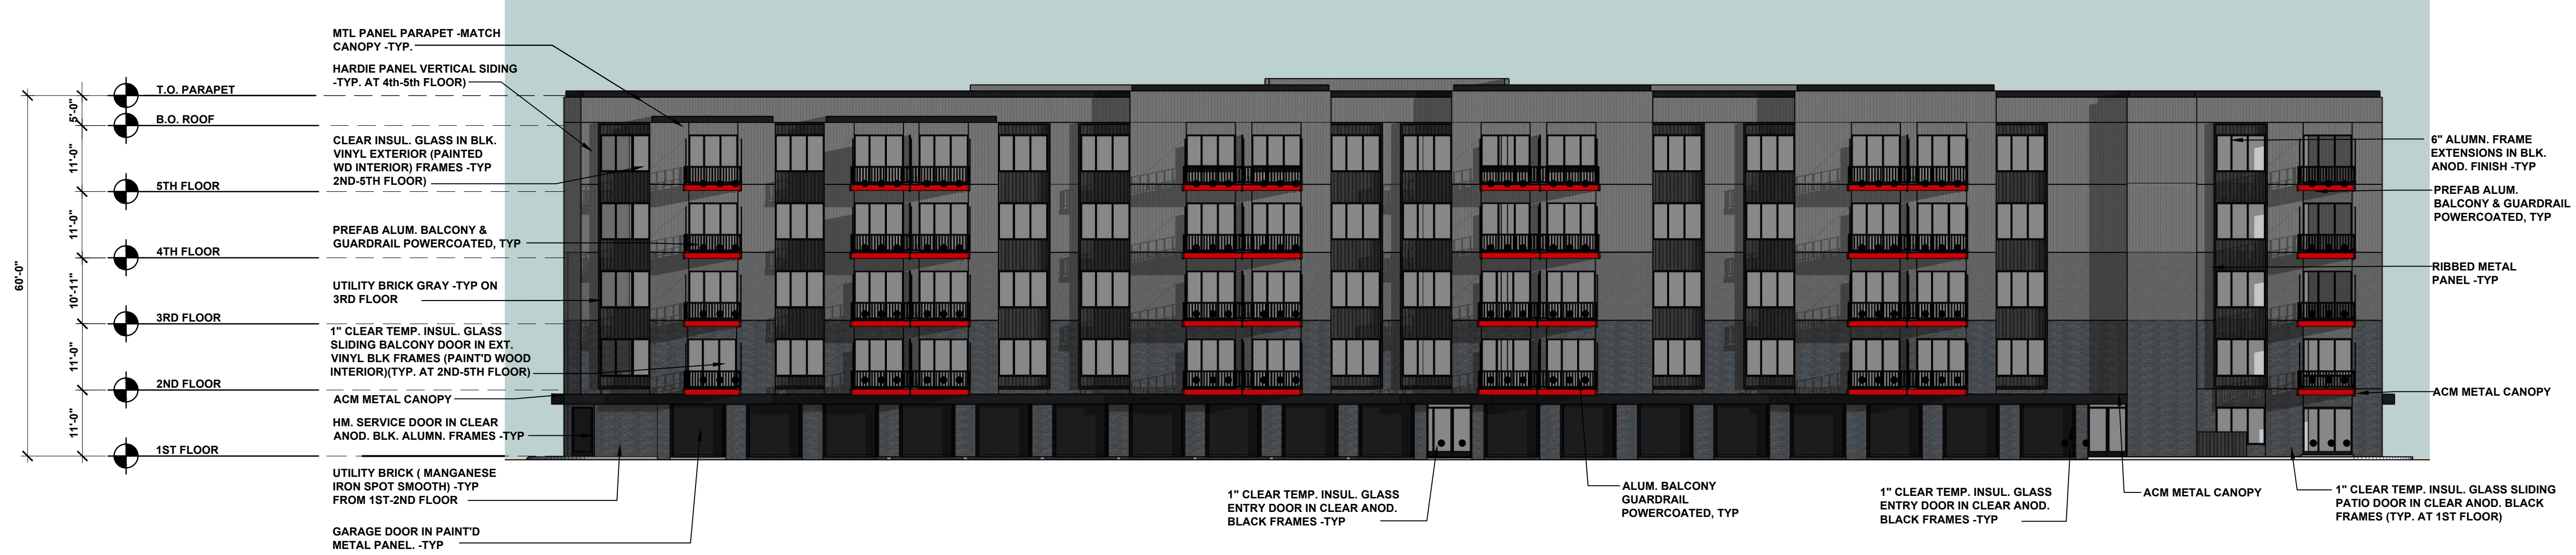 MTL PANEL PARAPET -MATCH
CANOPY -TYP.
HARDIE PANEL VERTICAL SIDING
-TYP. AT 4th-5th FLOOR)
CLEAR INSUL. GLASS IN BLK.
VINYL EXTERIOR (PAINTED
WD INTERIOR) FRAMES -TYP
2ND-5TH FLOOR)
PREFAB ALUM. BALCONY &
GUARDRAIL POWERCOATED, TYP
UTILITY BRICK GRAY -TYP ON
3RD FLOOR
1" CLEAR TEMP. INSUL. GLASS
SLIDING BALCONY DOOR IN EXT.
VINYL BLK FRAMES (PAINT'D WOOD
INTERIOR)(TYP. AT 2ND-5TH FLOOR)
ACM METAL CANOPY
HM. SERVICE DOOR IN CLEAR
ANOD. BLK. ALUMN. FRAMES -TYP
UTILITY BRICK ( MANGANESE
IRON SPOT SMOOTH) -TYP
FROM 1ST-2ND FLOOR
GARAGE DOOR IN PAINT'D
METAL PANEL. -TYP
T.O. PARAPET
B.O. ROOF
5TH FLOOR
4TH FLOOR
3RD FLOOR
2ND FLOOR
1ST FLOOR
60'-0"
5'-0"
11'-0"
11'-0"
10'-11"
11'-0"
11'-0"
1" CLEAR TEMP. INSUL. GLASS
ENTRY DOOR IN CLEAR ANOD.
BLACK FRAMES -TYP
ALUM. BALCONY
GUARDRAIL
POWERCOATED, TYP
1" CLEAR TEMP. INSUL. GLASS
ENTRY DOOR IN CLEAR ANOD.
BLACK FRAMES -TYP
ACM METAL CANOPY
1" CLEAR TEMP. INSUL. GLASS SLIDING
PATIO DOOR IN CLEAR ANOD. BLACK
FRAMES (TYP. AT 1ST FLOOR)
6" ALUMN. FRAME
EXTENSIONS IN BLK.
ANOD. FINISH -TYP
PREFAB ALUM.
BALCONY & GUARDRAIL
POWERCOATED, TYP
RIBBED METAL
PANEL -TYP
ACM METAL CANOPY